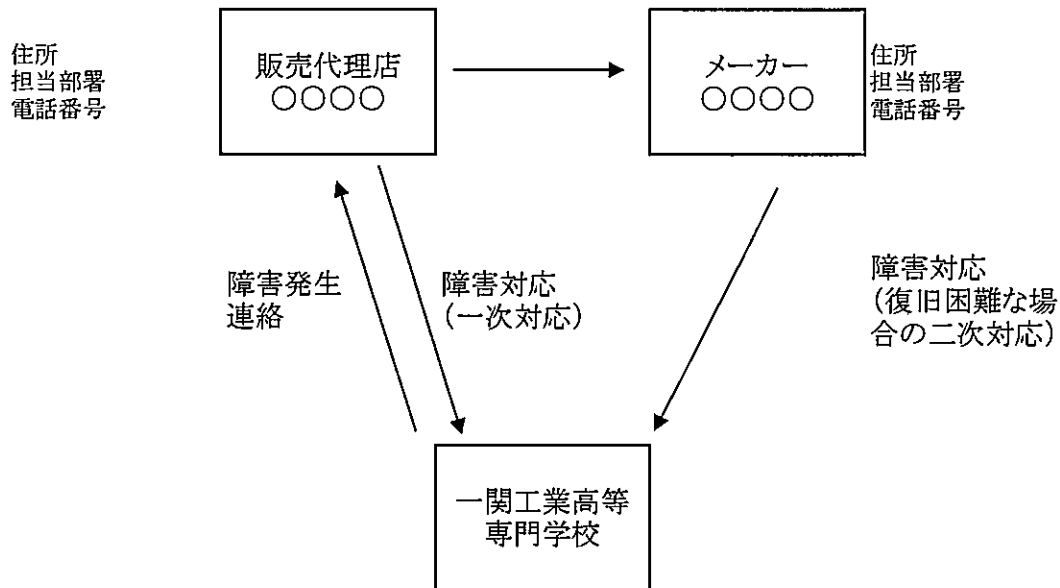 住所
担当部署
電話番号
販売代理店
○○○○
メーカー
○○○○
住所
担当部署
電話番号
障害発生
連絡
障害対応
(一次対応)
障害対応
(復旧困難な場
合の二次対応)
一関工業高等
専門学校